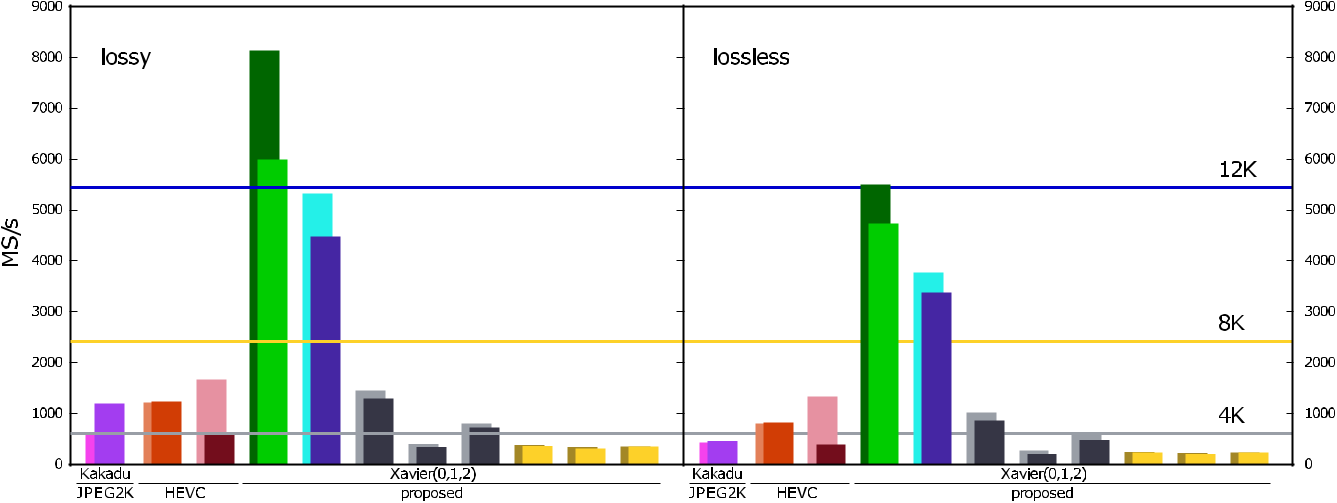 9000 9000
8000 lossy lossless 8000
7000 7000
6000 6000
12K
5000 5000
MS/s
4000 4000
3000 3000
8K
2000 2000
1000 1000
4K
0 0
Kakadu Xavier(0,1,2) Kakadu Xavier(0,1,2)
JPEG2K HEVC proposed JPEG2K HEVC proposed